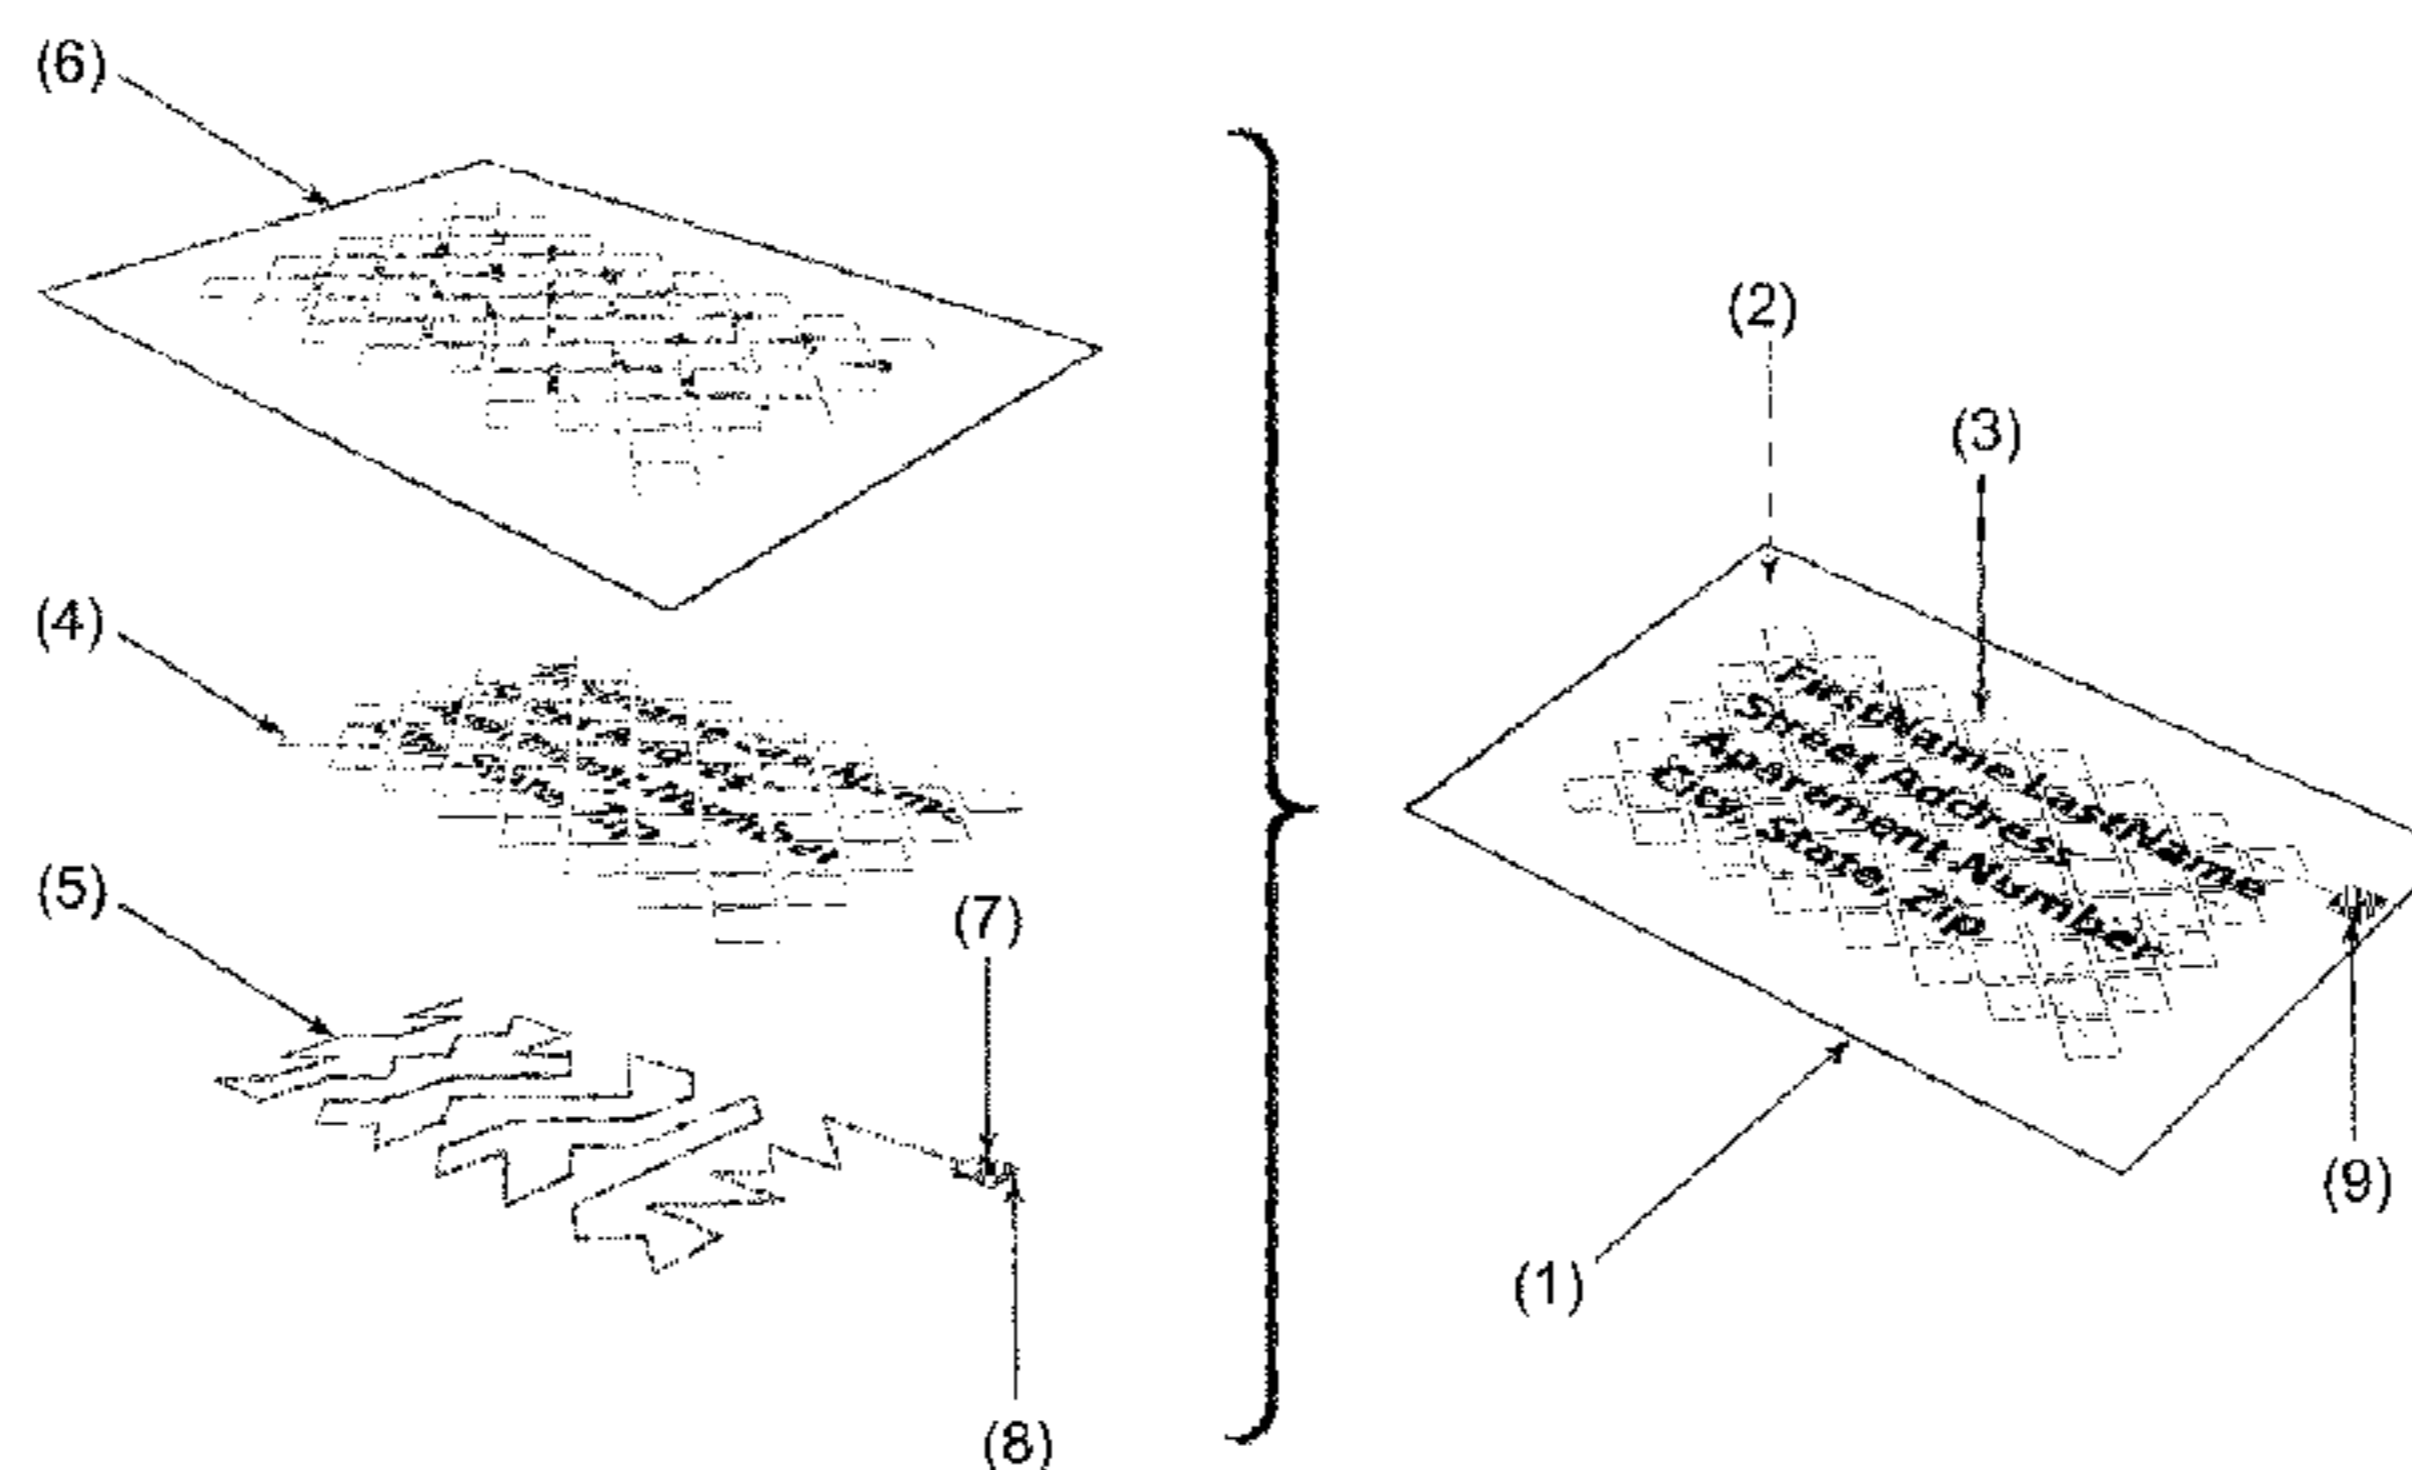 (6)
(2)
(3)
(4)
FirstName LastName
Street Address
Apartment Number
City, State, Zip
(5)
(7)
(9)
(1)
(8)